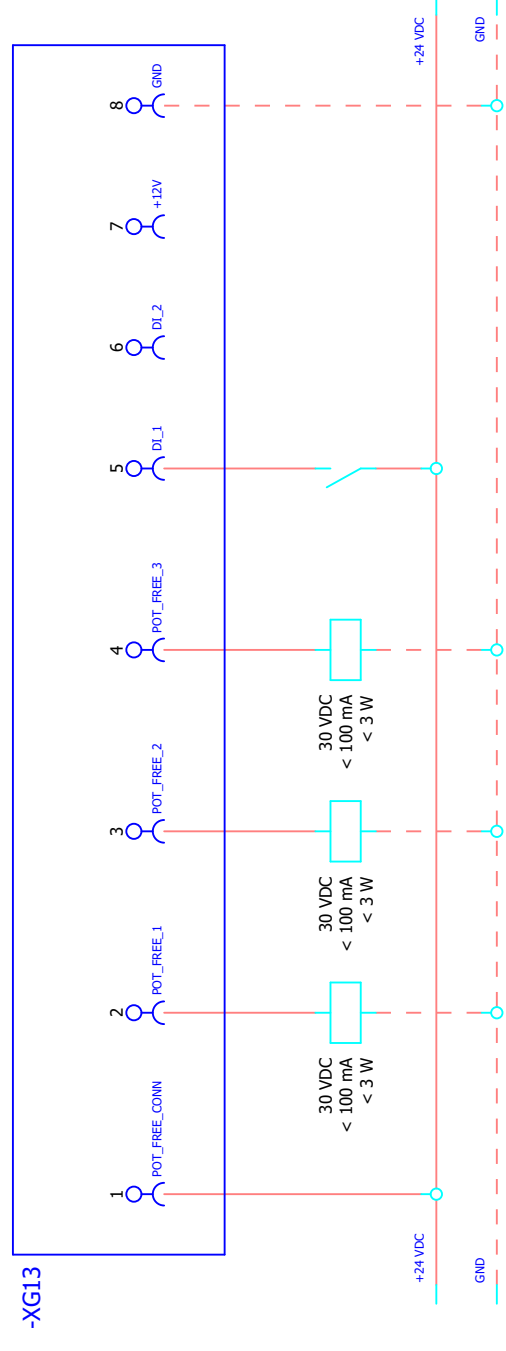 -XG13
1
POT_FREE_CONN
2
POT_FREE_1
3
POT_FREE_2
4
POT_FREE_3
5
DI_1
6
DI_2
7
+12V
8
GND
30 VDC
< 100 mA
< 3 W
30 VDC
< 100 mA
< 3 W
30 VDC
< 100 mA
< 3 W
+24 VDC
+24 VDC
GND
GND